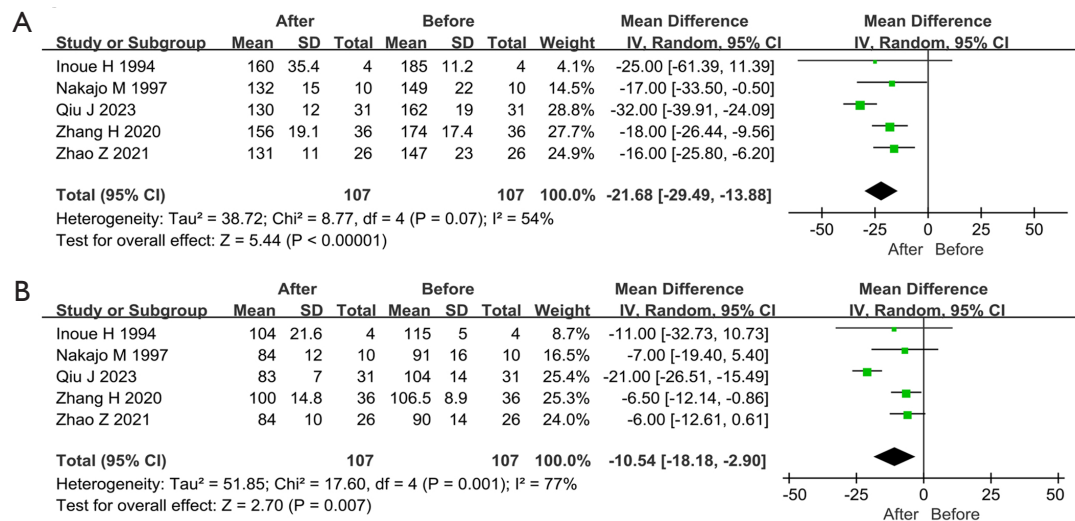 A
After Before Mean Difference Mean Difference
Study or Subgroup Mean SD Total Mean SD Total Weight IV, Random, 95% CI IV, Random, 95% CI
Inoue H 1994 160 35.4 4 185 11.2 4 4.1% -25.00 [-61.39, 11.39]
Nakajo M 1997 132 15 10 149 22 10 14.5% -17.00 [-33.50, -0.50]
Qiu J 2023 130 12 31 162 19 31 28.8% -32.00 [-39.91, -24.09]
Zhang H 2020 156 19.1 36 174 17.4 36 27.7% -18.00 [-26.44, -9.56]
Zhao Z 2021 131 11 26 147 23 26 24.9% -16.00 [-25.80, -6.20]
Total (95% CI) 107 107 100.0% -21.68 [-29.49, -13.88]
Heterogeneity: Tau² = 38.72; Chi² = 8.77, df = 4 (P = 0.07); I² = 54%
Test for overall effect: Z = 5.44 (P < 0.00001)
-50 -25 0 25 50
After Before
B
After Before Mean Difference Mean Difference
Study or Subgroup Mean SD Total Mean SD Total Weight IV, Random, 95% CI IV, Random, 95% CI
Inoue H 1994 104 21.6 4 115 5 4 8.7% -11.00 [-32.73, 10.73]
Nakajo M 1997 84 12 10 91 16 10 16.5% -7.00 [-19.40, 5.40]
Qiu J 2023 83 7 31 104 14 31 25.4% -21.00 [-26.51, -15.49]
Zhang H 2020 100 14.8 36 106.5 8.9 36 25.3% -6.50 [-12.14, -0.86]
Zhao Z 2021 84 10 26 90 14 26 24.0% -6.00 [-12.61, 0.61]
Total (95% CI) 107 107 100.0% -10.54 [-18.18, -2.90]
Heterogeneity: Tau² = 51.85; Chi² = 17.60, df = 4 (P = 0.001); I² = 77%
Test for overall effect: Z = 2.70 (P = 0.007)
-50 -25 0 25 50
After Before